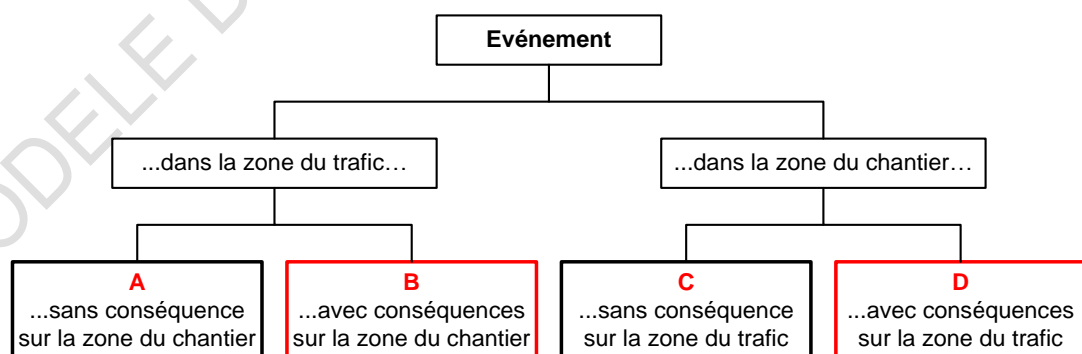 ODELE D
Evénement
...dans la zone du trafic…
...dans la zone du chantier…
A
...sans conséquence
sur la zone du chantier
B
...avec conséquences
sur la zone du chantier
C
...sans conséquence
sur la zone du trafic
D
...avec conséquences
sur la zone du trafic